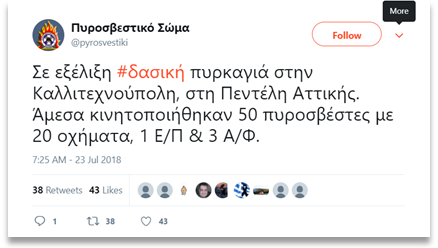 More
Πυροσβεστικό Σώμα
@pyrosvestiki
Follow
Σε εξέλιξη #δασική πυρκαγιά στην
Καλλιτεχνούπολη, στη Πεντέλη Αττικής.
Άμεσα κινητοποιήθηκαν 50 πυροσβέστες με
20 οχήματα, 1 Ε/Π & 3 Α/Φ.
7:25 AM - 23 Jul 2018
38 Retweets 43 Likes
1 38 43